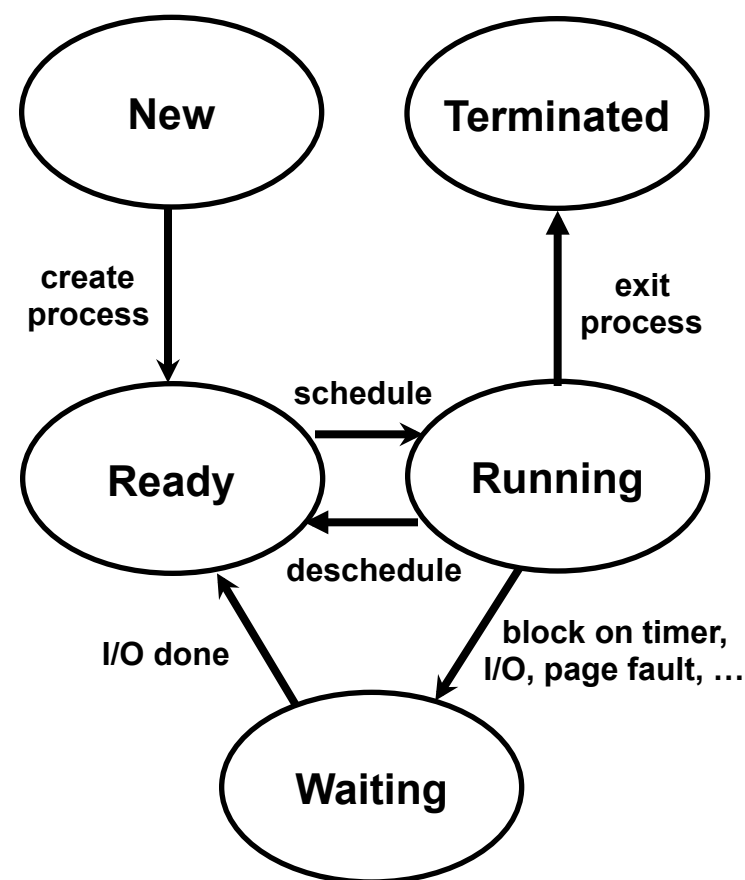 New
Terminated
create
process
exit
process
schedule
Ready
Running
deschedule
I/O done
block on timer,
I/O, page fault, …
Waiting